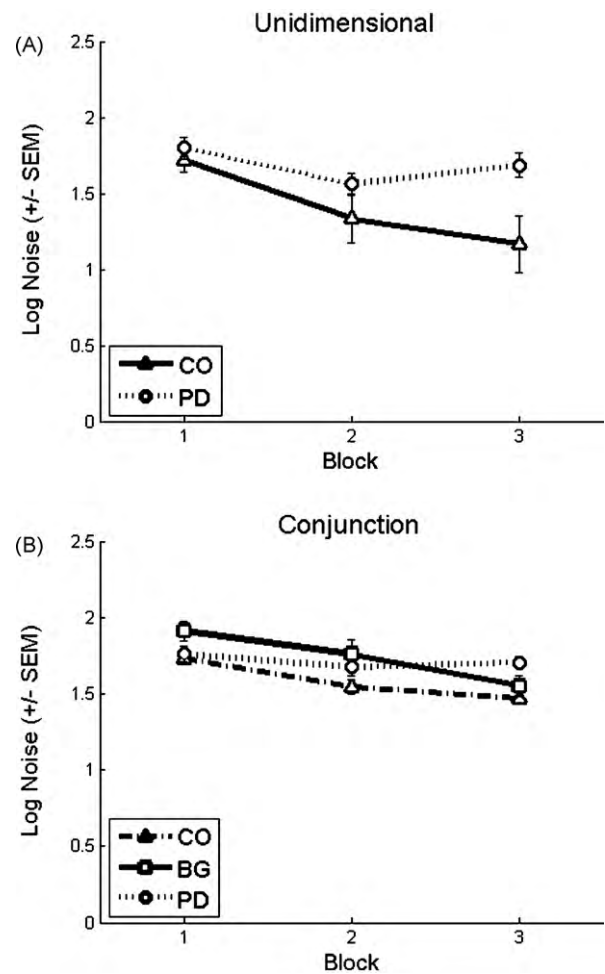 Unidimensional
(A)
2.5
2
1.5
1
0.5
0
Log Noise (+/- SEM)
CO
PD
1 2 3
Block
Conjunction
(B)
2.5
2
1.5
1
0.5
0
Log Noise (+/- SEM)
CO
BG
PD
1 2 3
Block